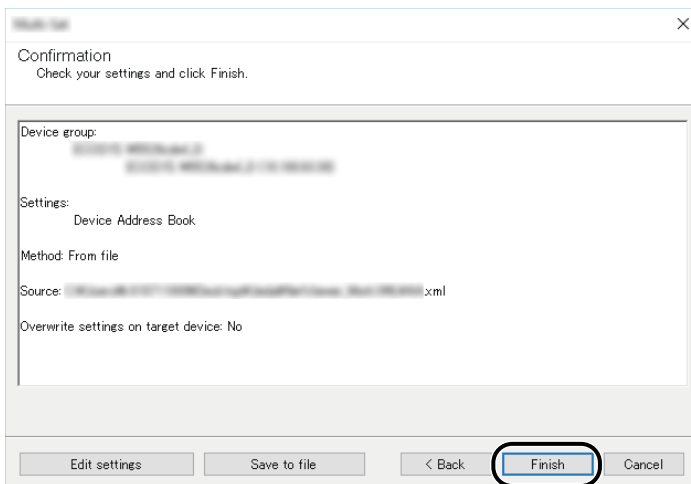 Confirmation
Check your settings and click Finish.
Device group:
Settings:
Device Address Book
Method: From file
Source: .xml
Overwrite settings on target device: No
Edit settings
Save to file
< Back
Finish
Cancel